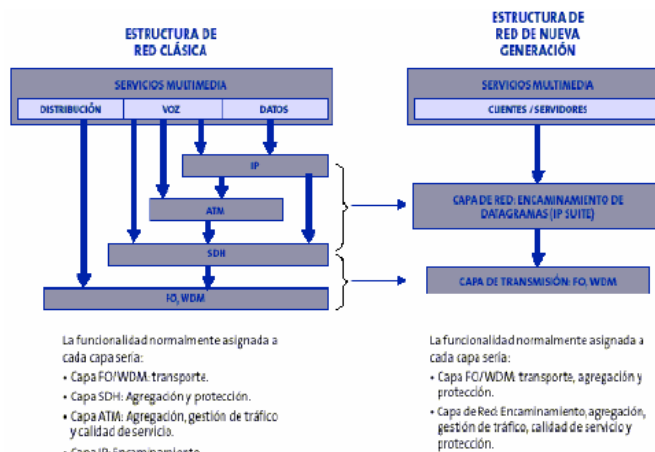 ESTRUCTURA DE
RED CLÁSICA
SERVICIOS MULTIMEDIA
DISTRIBUCIÓN
VOZ
DATOS
IP
ATM
SDH
FO, WDM
La funcionalidad normalmente asignada a
cada capa sería:
• Capa FO/WDM: transporte.
• Capa SDH: Agregación y protección.
• Capa ATM: Agregación, gestión de tráfico
y calidad de servicio.
• Capa IP: Encaminamiento
ESTRUCTURA
DE RED DE NUEVA
GENERACIÓN
SERVICIOS MULTIMEDIA
CLIENTES / SERVIDORES
CAPA DE RED: ENCAMINAMIENTO DE
DATAGRAMAS (IP SUITE)
CAPA DE TRANSMISIÓN: FO, WDM
La funcionalidad normalmente asignada a
cada capa sería:
• Capa FO/WDM: transporte, agregación y
protección.
• Capa de Red: Encaminamiento, agregación,
gestión de tráfico, calidad de servicio y
protección.